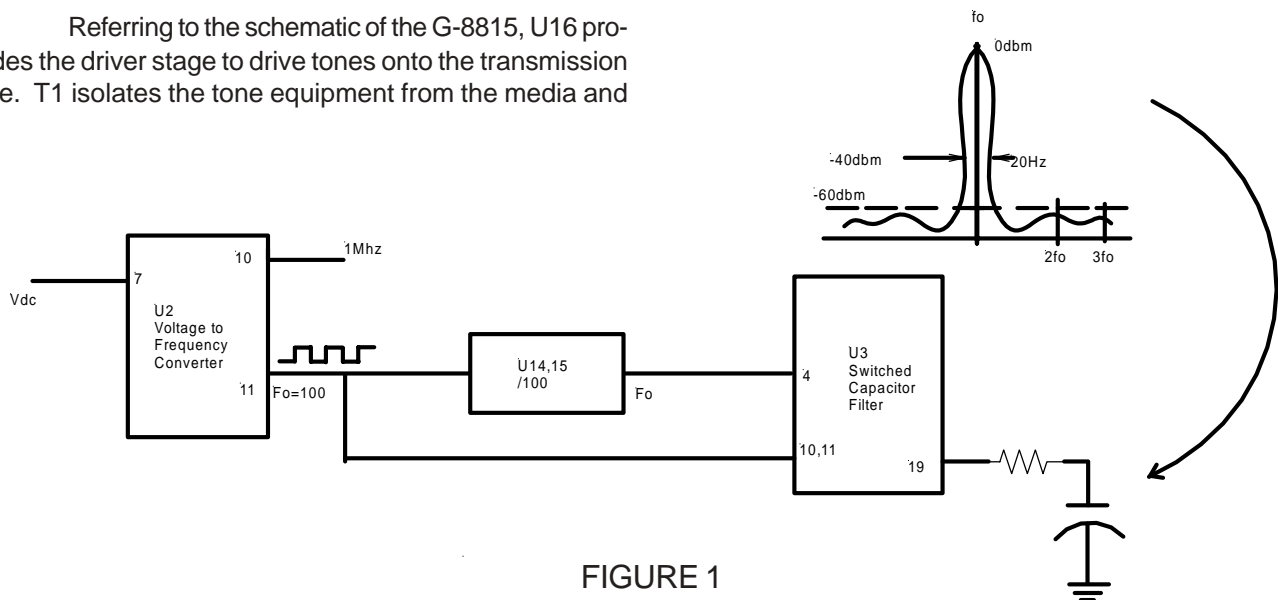 Referring to the schematic of the G-8815, U16 pro-
des the driver stage to drive tones onto the transmission
e. T1 isolates the tone equipment from the media and
fo
0dbm
-40dbm
20Hz
-60dbm
2fo 3fo
Vdc
7
10
1Mhz
U2
Voltage to
Frequency
Converter
11
Fo=100
U14,15
/100
Fo
4
U3
Switched
Capacitor
Filter
10,11
19
FIGURE 1